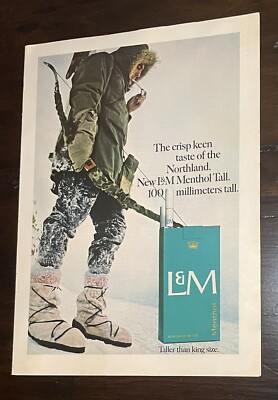 The crisp keen
taste of the
Northland.
New L&M Menthol Tall.
100 millimeters tall.
L&M
Menthol
Taller than king size.